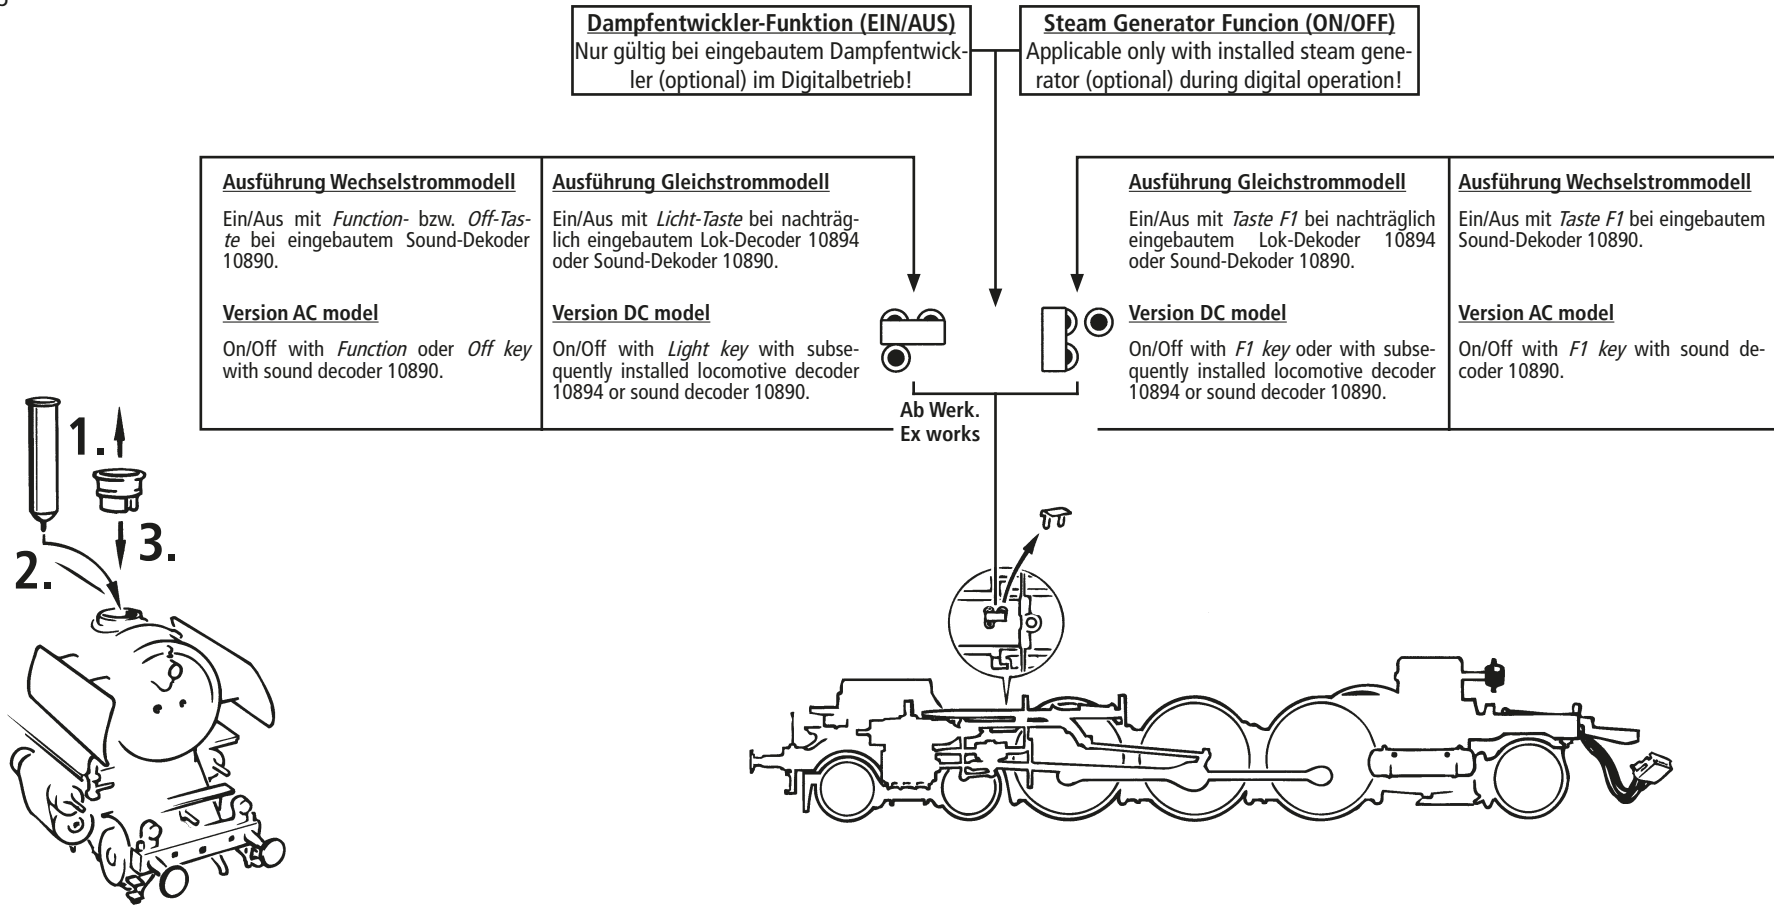 Dampfentwickler-Funktion (EIN/AUS)
Nur gültig bei eingebautem Dampfentwick-
ler (optional) im Digitalbetrieb!
Steam Generator Funcion (ON/OFF)
Applicable only with installed steam gene-
rator (optional) during digital operation!
Ausführung Wechselstrommodell
Ein/Aus mit Function- bzw. Off-Tas-
te bei eingebautem Sound-Dekoder
10890.
Version AC model
On/Off with Function oder Off key
with sound decoder 10890.
Ausführung Gleichstrommodell
Ein/Aus mit Licht-Taste bei nachträg-
lich eingebautem Lok-Decoder 10894
oder Sound-Dekoder 10890.
Version DC model
On/Off with Light key with subse-
quently installed locomotive decoder
10894 or sound decoder 10890.
Ab Werk.
Ex works
Ausführung Gleichstrommodell
Ein/Aus mit Taste F1 bei nachträglich
eingebautem Lok-Dekoder 10894
oder Sound-Dekoder 10890.
Version DC model
On/Off with F1 key oder with subse-
quently installed locomotive decoder
10894 or sound decoder 10890.
Ausführung Wechselstrommodell
Ein/Aus mit Taste F1 bei eingebautem
Sound-Dekoder 10890.
Version AC model
On/Off with F1 key with sound de-
coder 10890.
1.
2.
3.